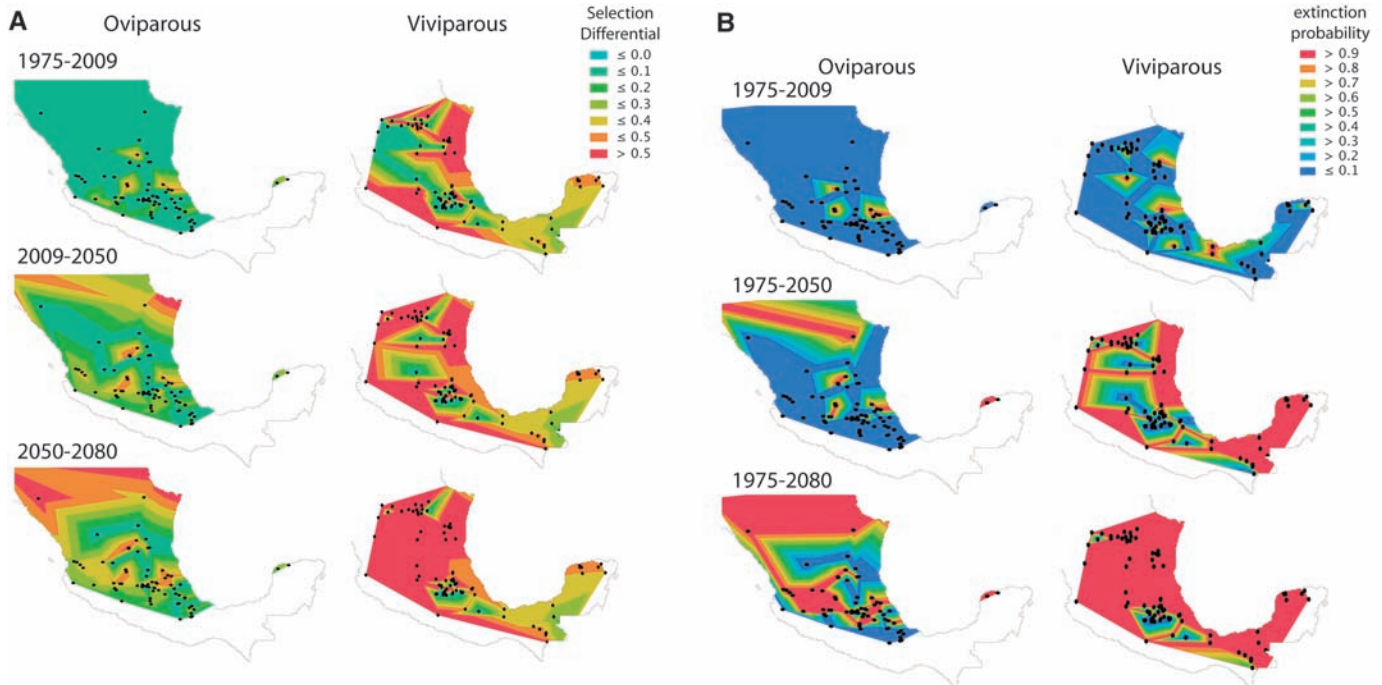 A
Oviparous
Viviparous
Selection
Differential
≤ 0.0
≤ 0.1
≤ 0.2
≤ 0.3
≤ 0.4
≤ 0.5
> 0.5
1975-2009
2009-2050
2050-2080
B
Oviparous
Viviparous
extinction
probability
> 0.9
> 0.8
> 0.7
> 0.6
> 0.5
> 0.4
> 0.3
> 0.2
≤ 0.1
1975-2009
1975-2050
1975-2080